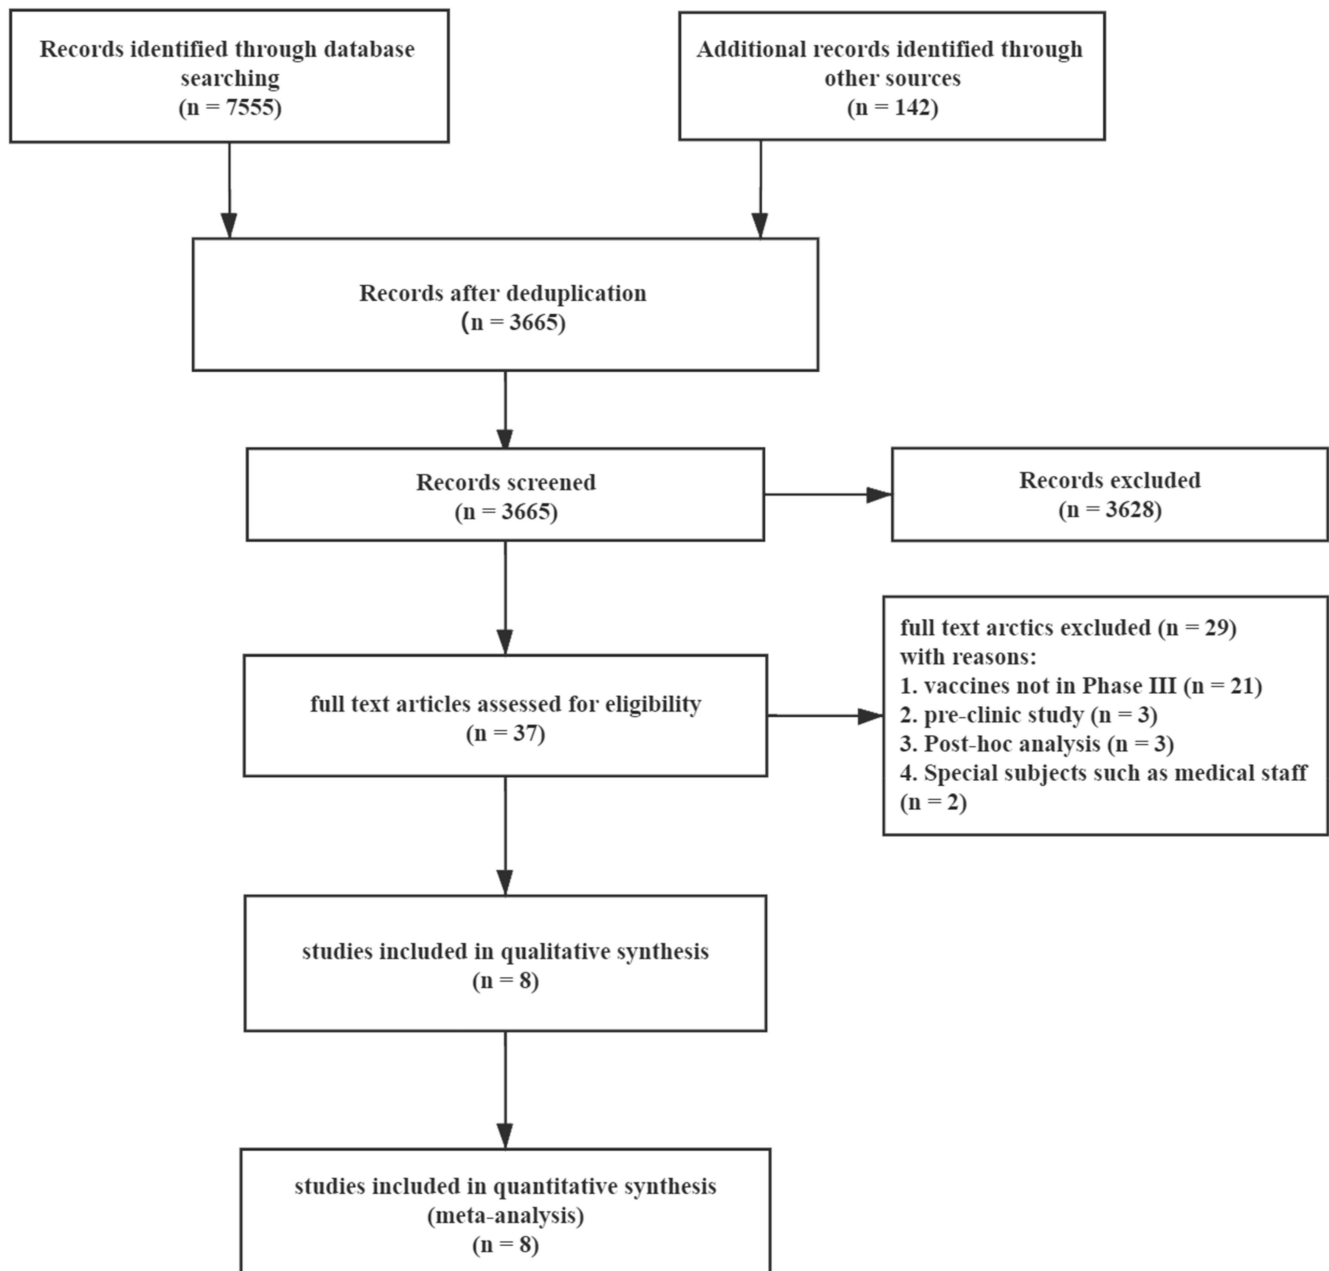 Records identified through database
searching
(n = 7555)
Additional records identified through
other sources
(n = 142)
Records after deduplication
(n = 3665)
Records screened
(n = 3665)
Records excluded
(n = 3628)
full text articles assessed for eligibility
(n = 37)
full text arctics excluded (n = 29)
with reasons:
1. vaccines not in Phase III (n = 21)
2. pre-clinic study (n = 3)
3. Post-hoc analysis (n = 3)
4. Special subjects such as medical staff
(n = 2)
studies included in qualitative synthesis
(n = 8)
studies included in quantitative synthesis
(meta-analysis)
(n = 8)